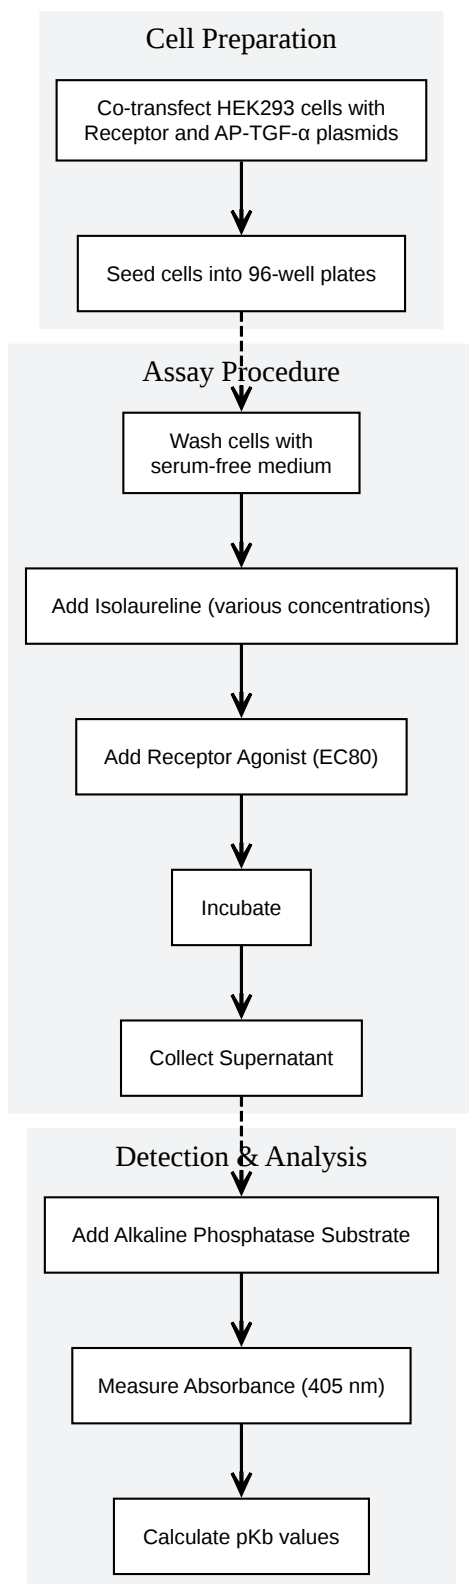 Cell Preparation
Co-transfect HEK293 cells with
Receptor and AP-TGF-α plasmids
Seed cells into 96-well plates
Assay Procedure
Wash cells with
serum-free medium
Add Isolaureline (various concentrations)
Add Receptor Agonist (EC80)
Incubate
Collect Supernatant
Detection & Analysis
Add Alkaline Phosphatase Substrate
Measure Absorbance (405 nm)
Calculate pKb values